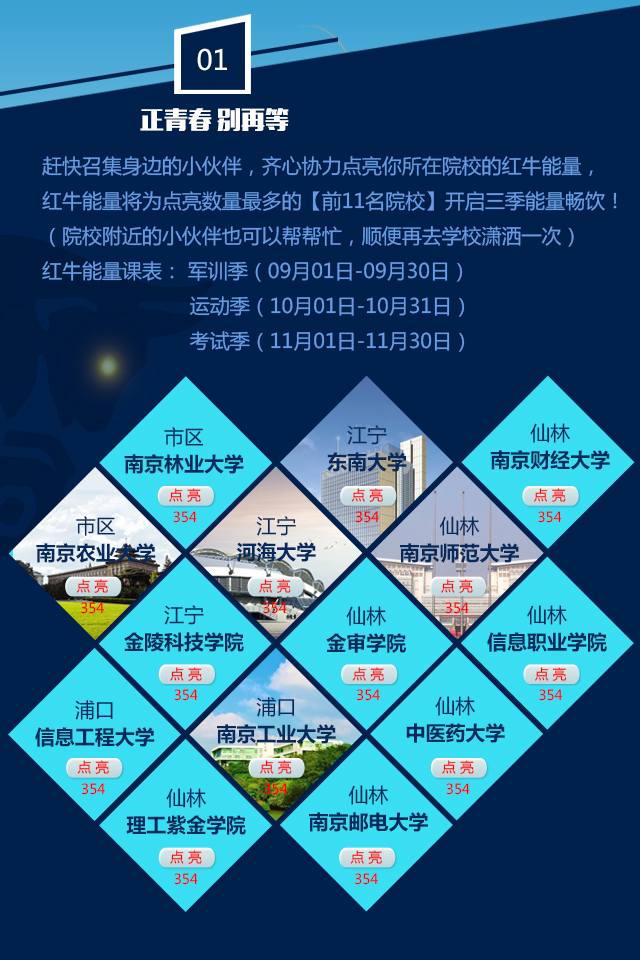 01
正青春 别再等
赶快召集身边的小伙伴，齐心协力点亮你所在院校的红牛能量，
红牛能量将为点亮数量最多的【前11名院校】开启三季能量畅饮！
（院校附近的小伙伴也可以帮帮忙，顺便再去学校潇洒一次）
红牛能量课表： 军训季（09月01日-09月30日）
运动季（10月01日-10月31日）
考试季（11月01日-11月30日）
市区
南京林业大学
点亮
354
江宁
东南大学
点亮
354
仙林
南京财经大学
点亮
354
市区
南京农业大学
点亮
354
江宁
河海大学
点亮
354
仙林
南京师范大学
点亮
354
江宁
金陵科技学院
点亮
354
仙林
金审学院
点亮
354
仙林
信息职业学院
点亮
354
浦口
信息工程大学
点亮
354
浦口
南京工业大学
点亮
354
仙林
中医药大学
点亮
354
仙林
理工紫金学院
点亮
354
仙林
南京邮电大学
点亮
354